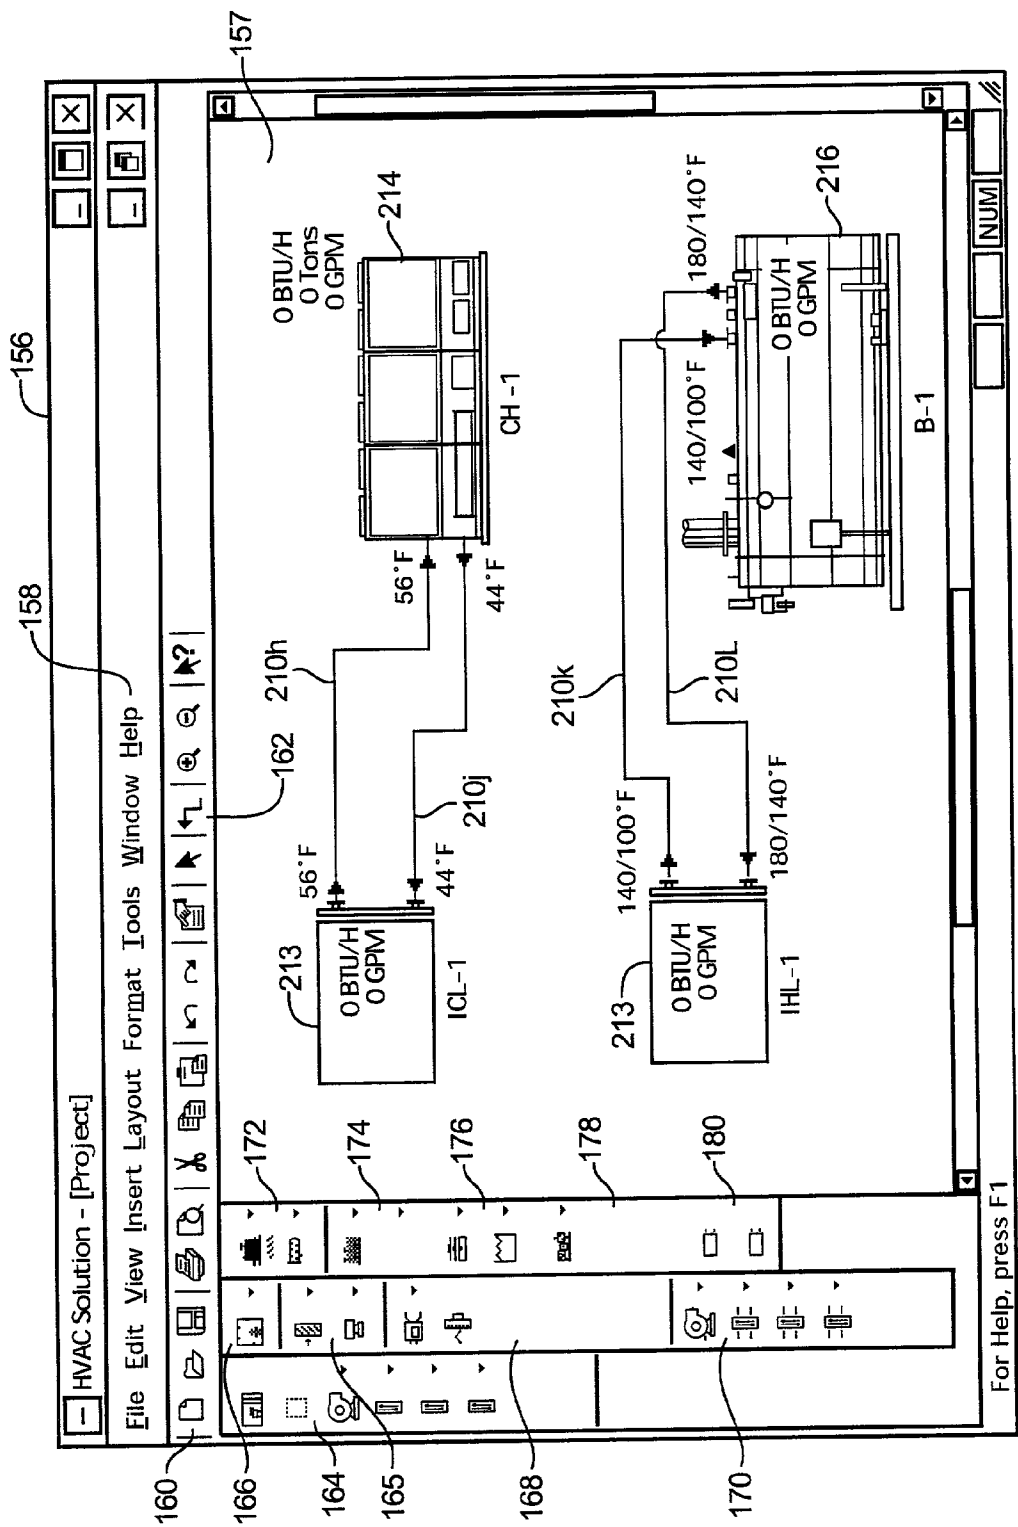 156
HVAC Solution - [Project]
158
File Edit View Insert Layout Format Tools Window Help
160
162
157
166
164
165
168
170
172
174
176
178
180
213
0 BTU/H
0 GPM
ICL-1
56°F
44°F
210h
210j
56°F
44°F
0 BTU/H
0 Tons
0 GPM
214
CH-1
213
0 BTU/H
0 GPM
IHL-1
140/100°F
180/140°F
210k
210L
140/100°F
180/140°F
0 BTU/H
0 GPM
216
B-1
For Help, press F1
NUM